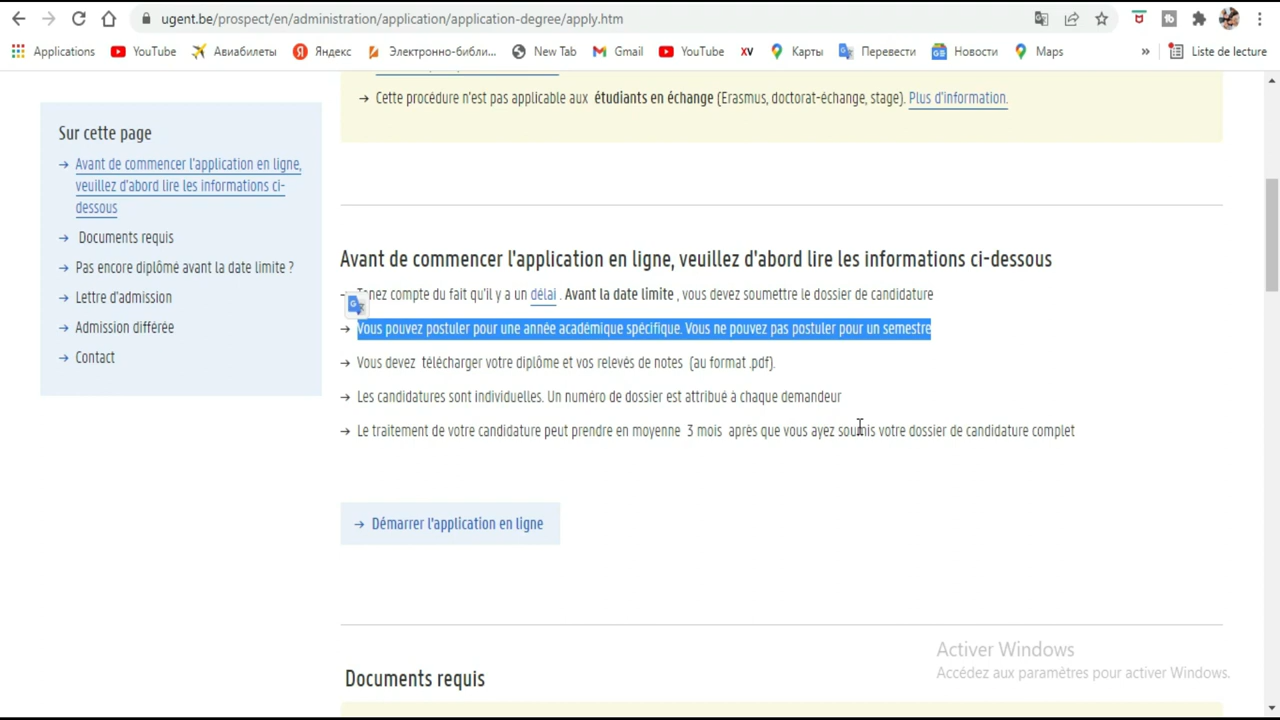 ugent.be/prospect/en/administration/application/application-degree/apply.htm
Applications YouTube Авиабилеты Яндекс Электронно-библи... New Tab Gmail YouTube XV Карты Перевести Новости Maps » Liste de lecture
→ Cette procédure n'est pas applicable aux étudiants en échange (Erasmus, doctorat-échange, stage). Plus d'information.
Sur cette page
→ Avant de commencer l'application en ligne,
veuillez d'abord lire les informations ci-
dessous
→ Documents requis
→ Pas encore diplômé avant la date limite ?
→ Lettre d'admission
→ Admission différée
→ Contact
Avant de commencer l'application en ligne, veuillez d'abord lire les informations ci-dessous
Tenez compte du fait qu'il y a un délai . Avant la date limite , vous devez soumettre le dossier de candidature
→ Vous pouvez postuler pour une année académique spécifique. Vous ne pouvez pas postuler pour un semestre
→ Vous devez télécharger votre diplôme et vos relevés de notes (au format .pdf).
→ Les candidatures sont individuelles. Un numéro de dossier est attribué à chaque demandeur
→ Le traitement de votre candidature peut prendre en moyenne 3 mois après que vous ayez soumis votre dossier de candidature complet
→ Démarrer l'application en ligne
Activer Windows
Accédez aux paramètres pour activer Windows.
Documents requis